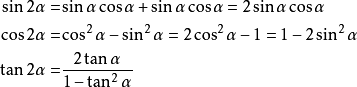 sin 2α = sin α cos α + sin α cos α = 2 sin α cos α
cos 2α = cos² α − sin² α = 2 cos² α − 1 = 1 − 2 sin² α
tan 2α = \frac{2 tan α}{1 − tan² α}